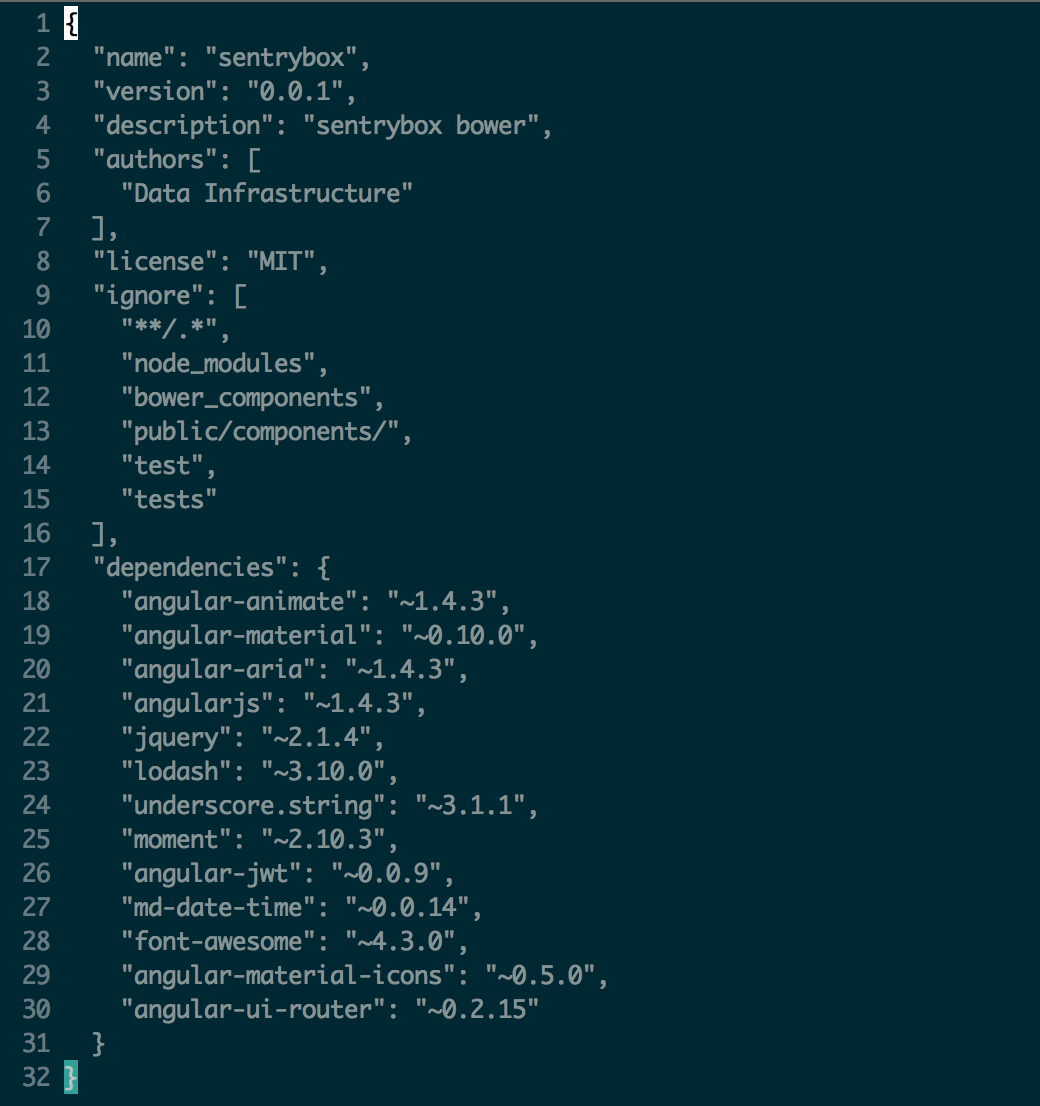 1 {
2   "name": "sentrybox",
3   "version": "0.0.1",
4   "description": "sentrybox bower",
5   "authors": [
6     "Data Infrastructure"
7   ],
8   "license": "MIT",
9   "ignore": [
10     "**/.*",
11     "node_modules",
12     "bower_components",
13     "public/components/",
14     "test",
15     "tests"
16   ],
17   "dependencies": {
18     "angular-animate": "~1.4.3",
19     "angular-material": "~0.10.0",
20     "angular-aria": "~1.4.3",
21     "angularjs": "~1.4.3",
22     "jquery": "~2.1.4",
23     "lodash": "~3.10.0",
24     "underscore.string": "~3.1.1",
25     "moment": "~2.10.3",
26     "angular-jwt": "~0.0.9",
27     "md-date-time": "~0.0.14",
28     "font-awesome": "~4.3.0",
29     "angular-material-icons": "~0.5.0",
30     "angular-ui-router": "~0.2.15"
31   }
32 }